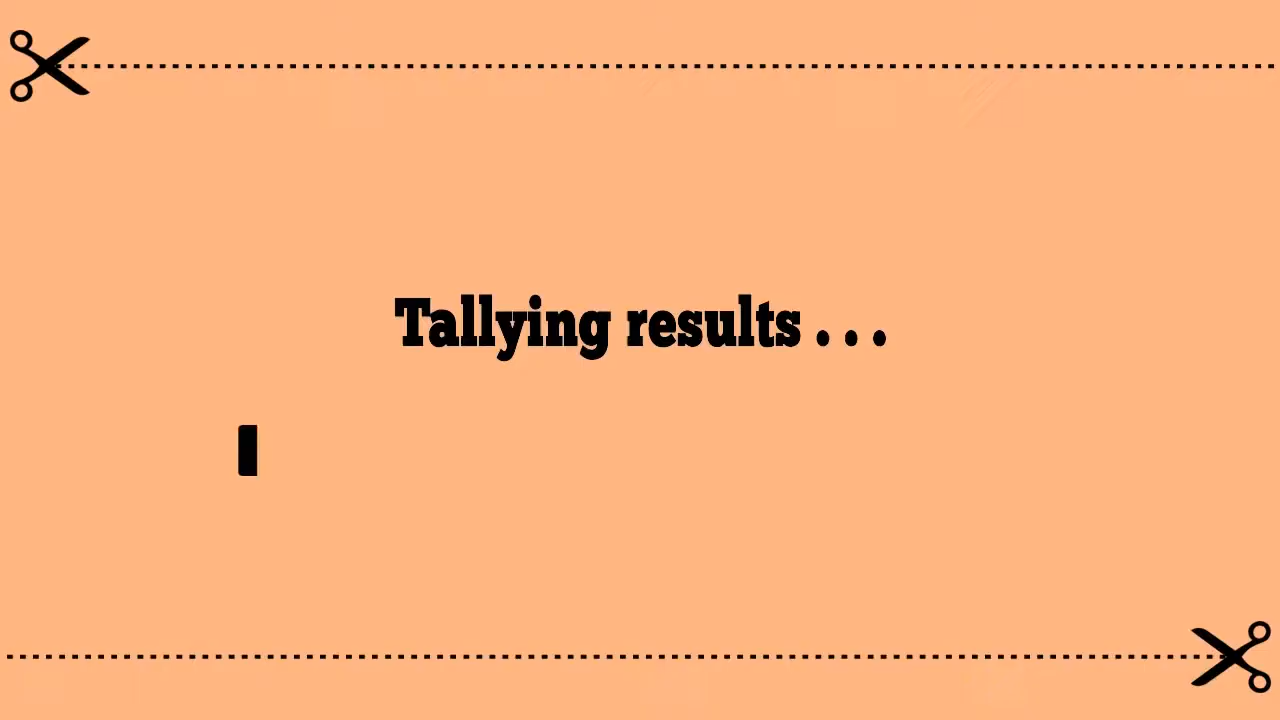 Tallying results . . .